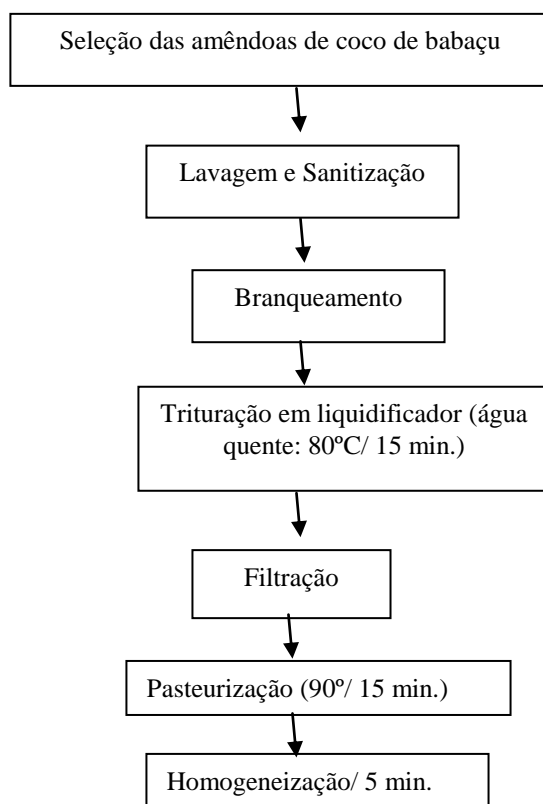 Seleção das amêndoas de coco de babaçu
Lavagem e Sanitização
Branqueamento
Trituração em liquidificador (água
quente: 80ºC/ 15 min.)
Filtração
Pasteurização (90º/ 15 min.)
Homogeneização/ 5 min.